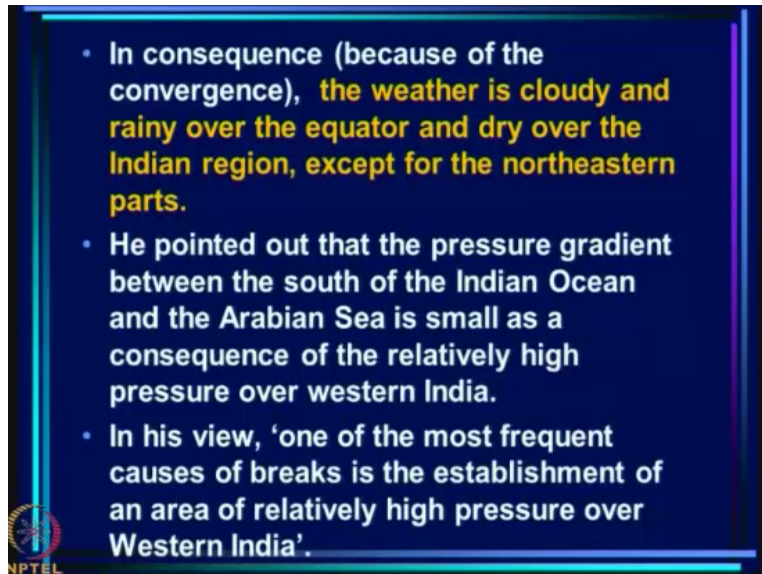 • In consequence (because of the
convergence), the weather is cloudy and
rainy over the equator and dry over the
Indian region, except for the northeastern
parts.
• He pointed out that the pressure gradient
between the south of the Indian Ocean
and the Arabian Sea is small as a
consequence of the relatively high
pressure over western India.
• In his view, ‘one of the most frequent
causes of breaks is the establishment of
an area of relatively high pressure over
Western India’.
NPTEL